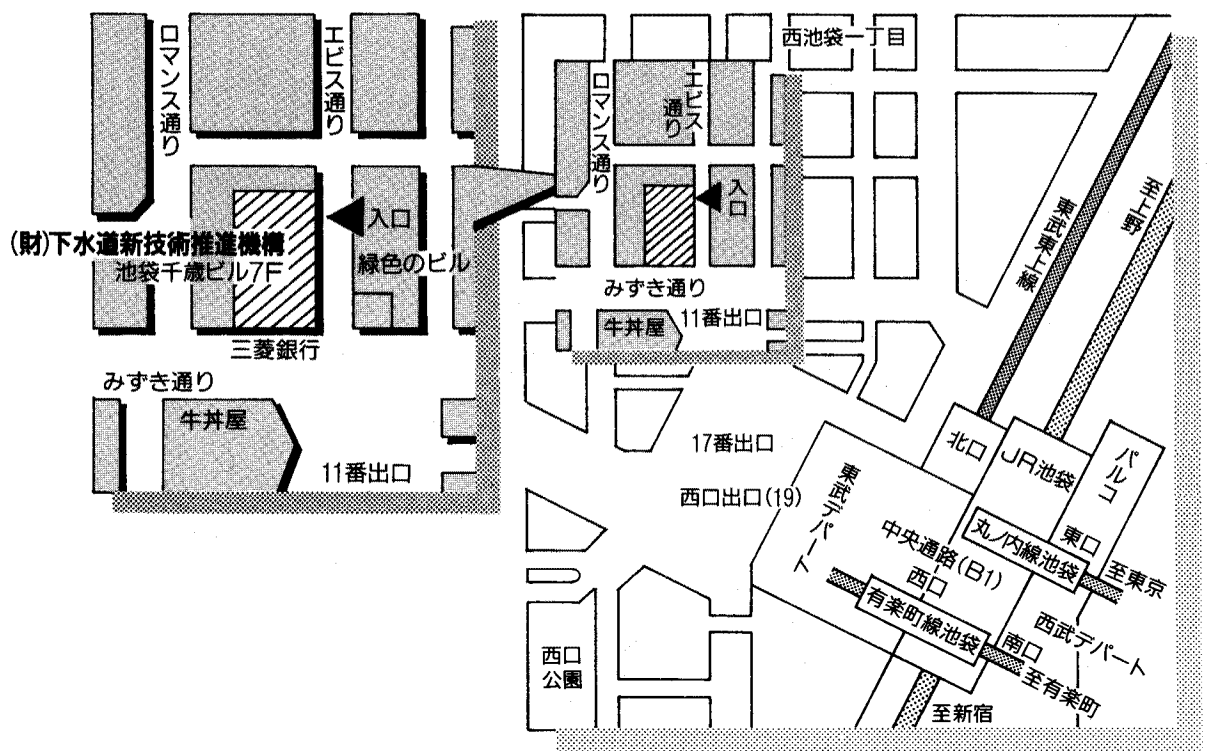 ロマンス通り
エビス通り
入口
(財)下水道新技術推進機構
池袋千歳ビル7F
緑色のビル
三菱銀行
みずき通り
牛丼屋
11番出口
西池袋一丁目
ロマンス通り
エビス
通り
入口
みずき通り
牛丼屋
11番出口
東武東上線
至上野
17番出口
西口出口(19)
東武デパート
北口
JR池袋
パルコ
中央通路(B1)
西口
丸ノ内線池袋
東口
至東京
有楽町線池袋
南口
西武デパート
至有楽町
至新宿
西口
公園